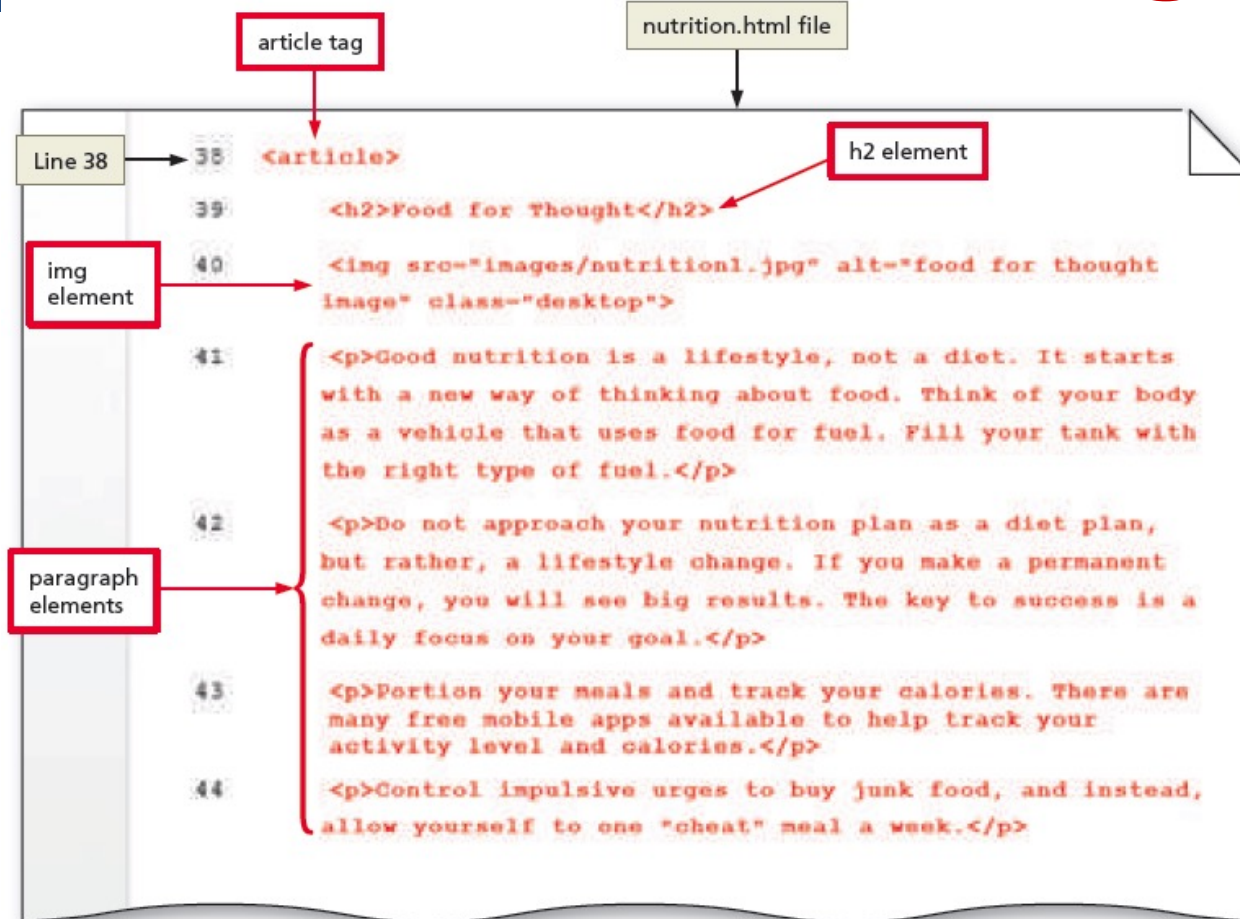 article tag
nutrition.html file
Line 38
38 <article>
h2 element
39 <h2>Food for Thought</h2>
img
element
40 <img src="images/nutrition1.jpg" alt="food for thought
image" class="desktop">
41 <p>Good nutrition is a lifestyle, not a diet. It starts
with a new way of thinking about food. Think of your body
as a vehicle that uses food for fuel. Fill your tank with
the right type of fuel.</p>
42 <p>Do not approach your nutrition plan as a diet plan,
but rather, a lifestyle change. If you make a permanent
change, you will see big results. The key to success is a
daily focus on your goal.</p>
paragraph
elements
43 <p>Portion your meals and track your calories. There are
many free mobile apps available to help track your
activity level and calories.</p>
44 <p>Control impulsive urges to buy junk food, and instead,
allow yourself to one "cheat" meal a week.</p>